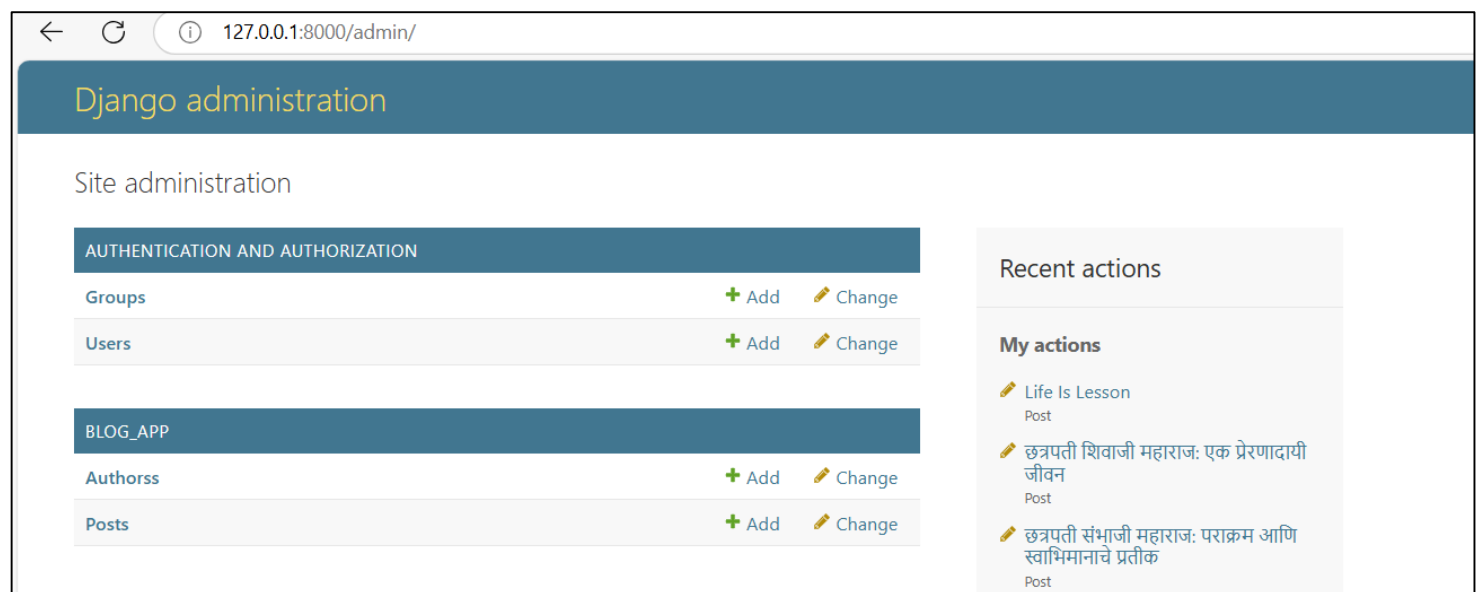 127.0.0.1:8000/admin/
Django administration
Site administration
AUTHENTICATION AND AUTHORIZATION
Groups Add Change
Users Add Change
BLOG_APP
Authorss Add Change
Posts Add Change
Recent actions
My actions
Life Is Lesson
Post
छत्रपती शिवाजी महाराज: एक प्रेरणादायी
जीवन
Post
छत्रपती संभाजी महाराज: पराक्रम आणि
स्वाभिमानाचे प्रतीक
Post